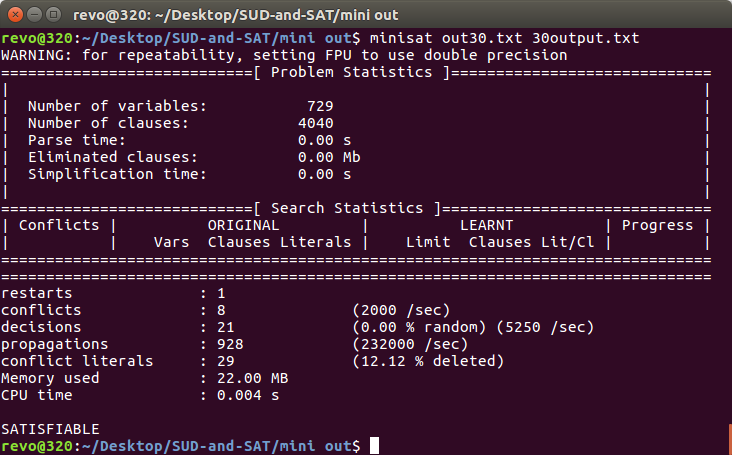 revo@320: ~/Desktop/SUD-and-SAT/mini out
revo@320:~/Desktop/SUD-and-SAT/mini out$ minisat out30.txt 30output.txt
WARNING: for repeatability, setting FPU to use double precision
============================[ Problem Statistics ]=============================
|                                                                             |
|  Number of variables:           729                                         |
|  Number of clauses:            4040                                         |
|  Parse time:                   0.00 s                                       |
|  Eliminated clauses:           0.00 Mb                                      |
|  Simplification time:          0.00 s                                       |
|                                                                             |
============================[ Search Statistics ]==============================
| Conflicts |          ORIGINAL         |          LEARNT          | Progress |
|           |    Vars  Clauses Literals |    Limit  Clauses Lit/Cl |          |
===============================================================================
===============================================================================
restarts              : 1
conflicts             : 8              (2000 /sec)
decisions             : 21             (0.00 % random) (5250 /sec)
propagations          : 928            (232000 /sec)
conflict literals     : 29             (12.12 % deleted)
Memory used           : 22.00 MB
CPU time              : 0.004 s

SATISFIABLE
revo@320:~/Desktop/SUD-and-SAT/mini out$